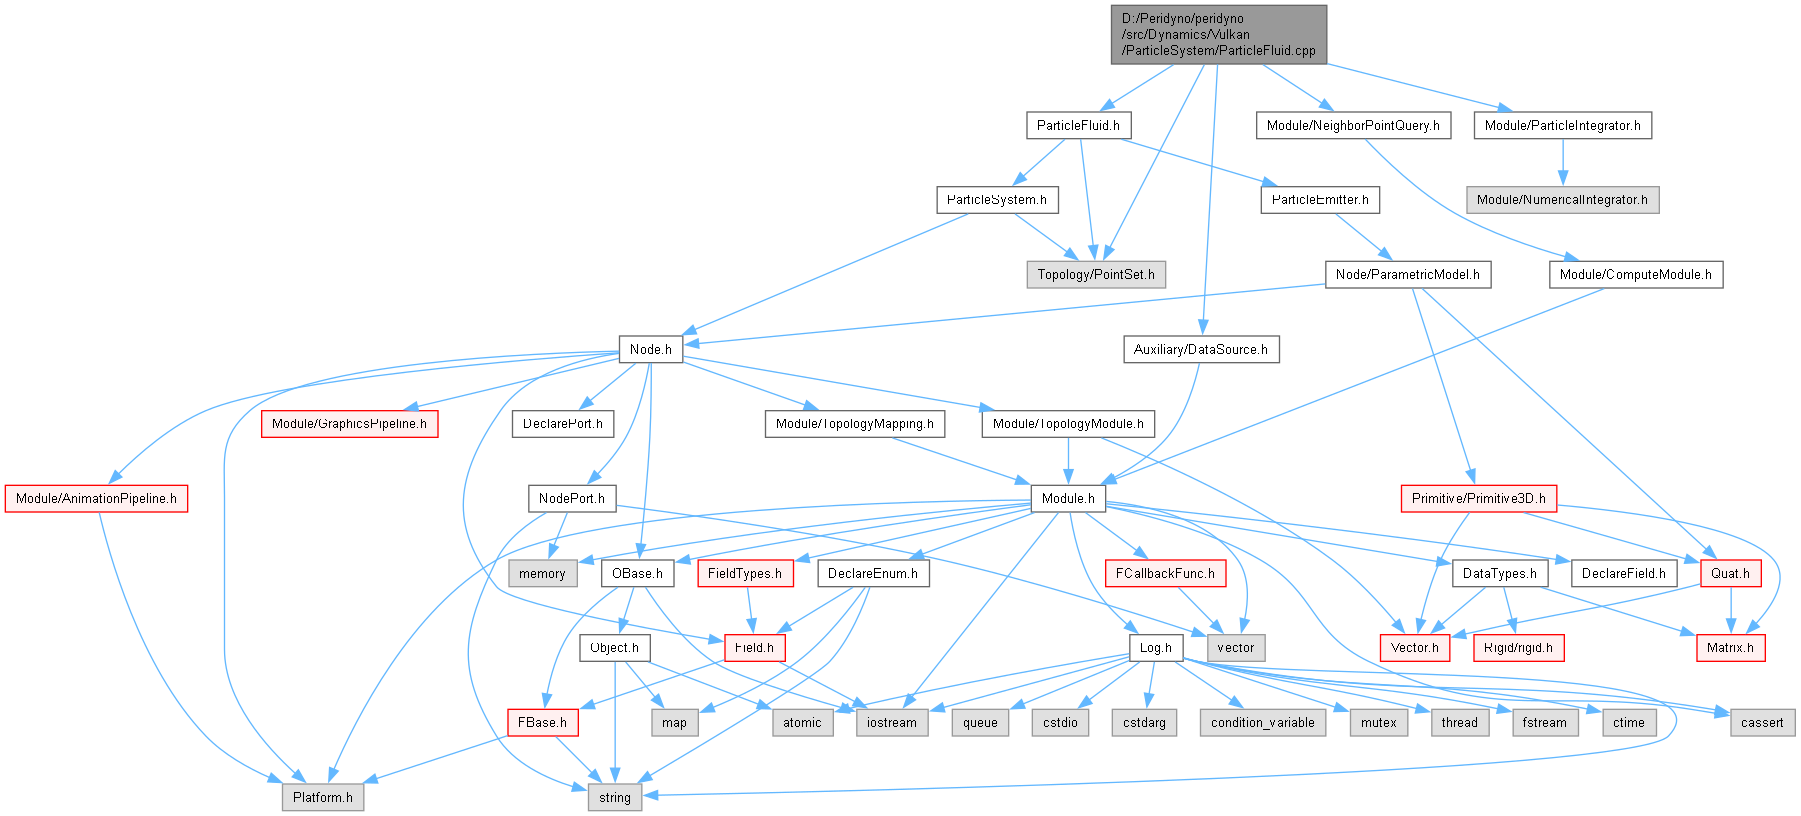 D:/Peridyno/peridyno
/src/Dynamics/Vulkan
/ParticleSystem/ParticleFluid.cpp
ParticleFluid.h
Module/NeighborPointQuery.h
Module/ParticleIntegrator.h
ParticleSystem.h
ParticleEmitter.h
Module/NumericalIntegrator.h
Topology/PointSet.h
Node/ParametricModel.h
Module/ComputeModule.h
Node.h
Auxiliary/DataSource.h
Module/GraphicsPipeline.h
DeclarePort.h
Module/TopologyMapping.h
Module/TopologyModule.h
Module/AnimationPipeline.h
NodePort.h
Module.h
Primitive/Primitive3D.h
memory
OBase.h
FieldTypes.h
DeclareEnum.h
FCallbackFunc.h
DataTypes.h
DeclareField.h
Quat.h
Object.h
Field.h
Log.h
vector
Vector.h
Rigid/rigid.h
Matrix.h
FBase.h
map
atomic
iostream
queue
cstdio
cstdarg
condition_variable
mutex
thread
fstream
ctime
cassert
Platform.h
string